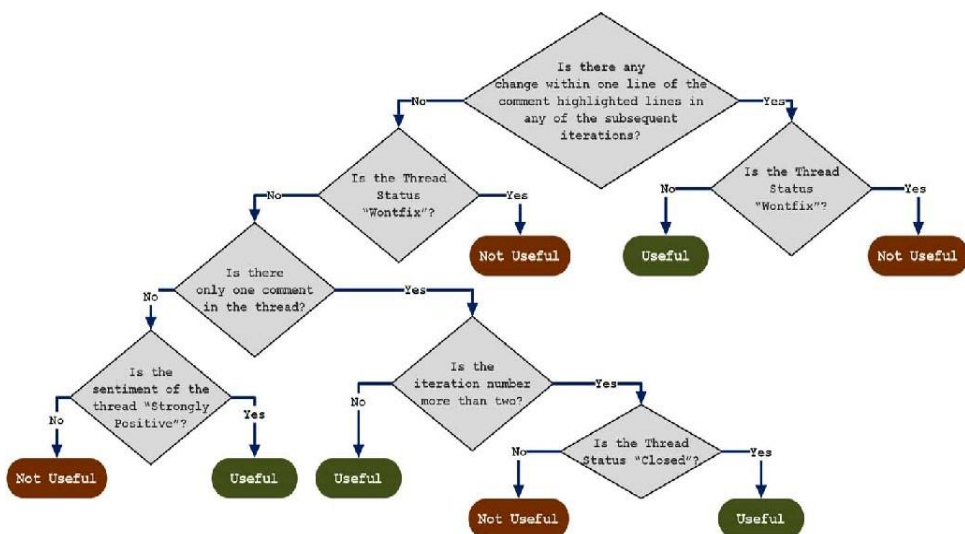 Is there any
change within one line of the
comment highlighted lines in
any of the subsequent
iterations?
No
Yes
Is the Thread
Status
"Wontfix"?
No
Yes
Is the Thread
Status
"Wontfix"?
No
Yes
Not Useful
Useful
Not Useful
Is there
only one comment
in the thread?
No
Yes
Is the
sentiment of the
thread "Strongly
Positive"?
No
Yes
Is the
iteration number
more than two?
No
Yes
Is the Thread
Status "Closed"?
No
Yes
Not Useful
Useful
Useful
Not Useful
Useful